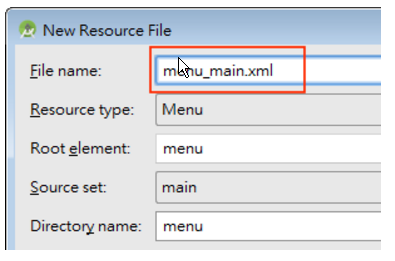 New Resource File
File name: menu_main.xml
Resource type: Menu
Root element: menu
Source set: main
Directory name: menu